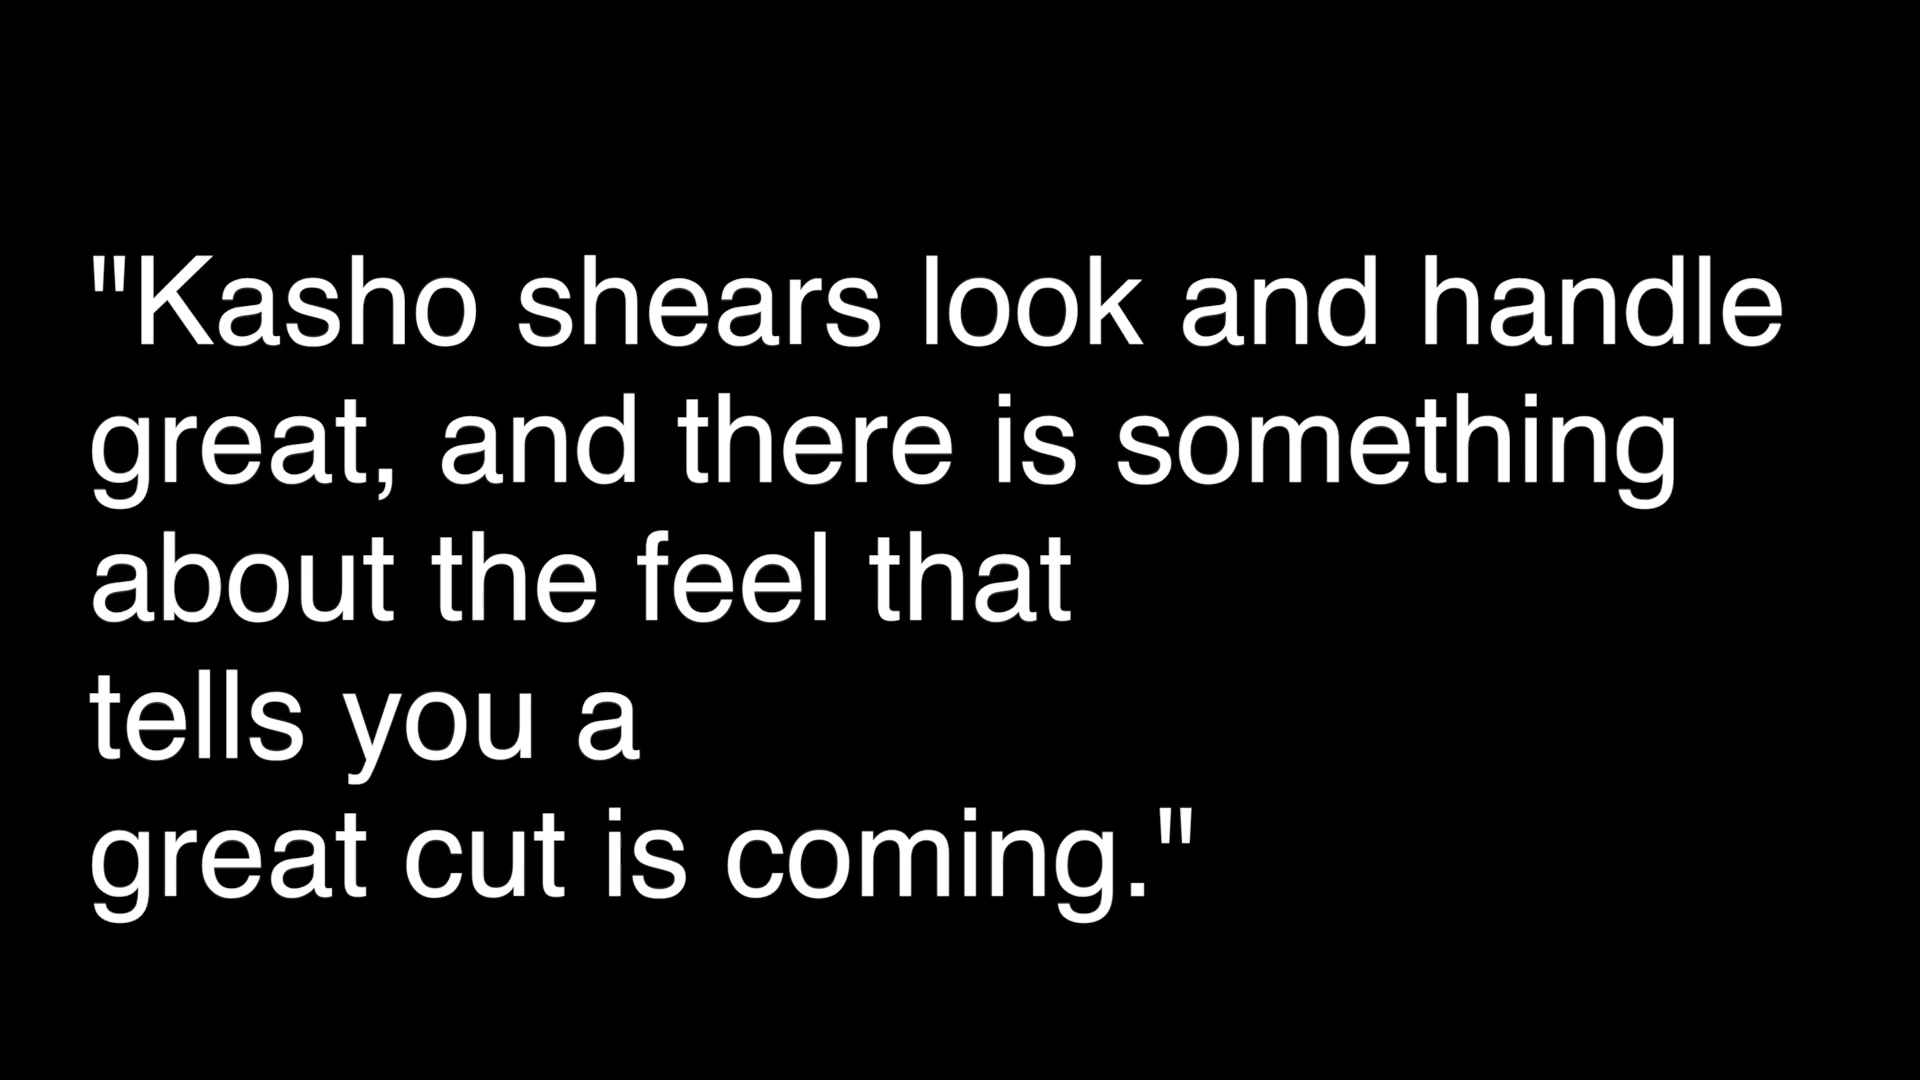 "Kasho shears look and handle
great, and there is something
about the feel that
tells you a
great cut is coming."